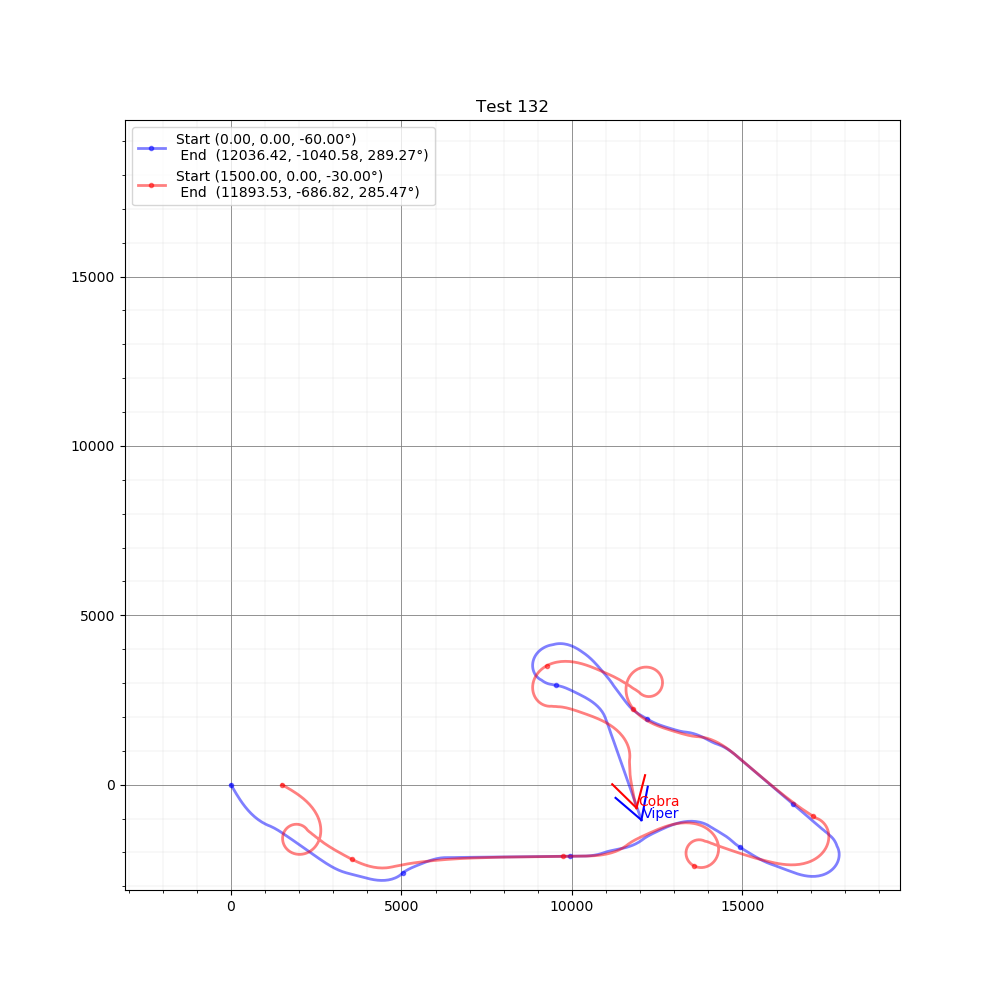 Test 132
Start (0.00, 0.00, -60.00°)
End  (12036.42, -1040.58, 289.27°)
Start (1500.00, 0.00, -30.00°)
End  (11893.53, -686.82, 285.47°)
15000
10000
5000
0
Cobra
Viper
0
5000
10000
15000